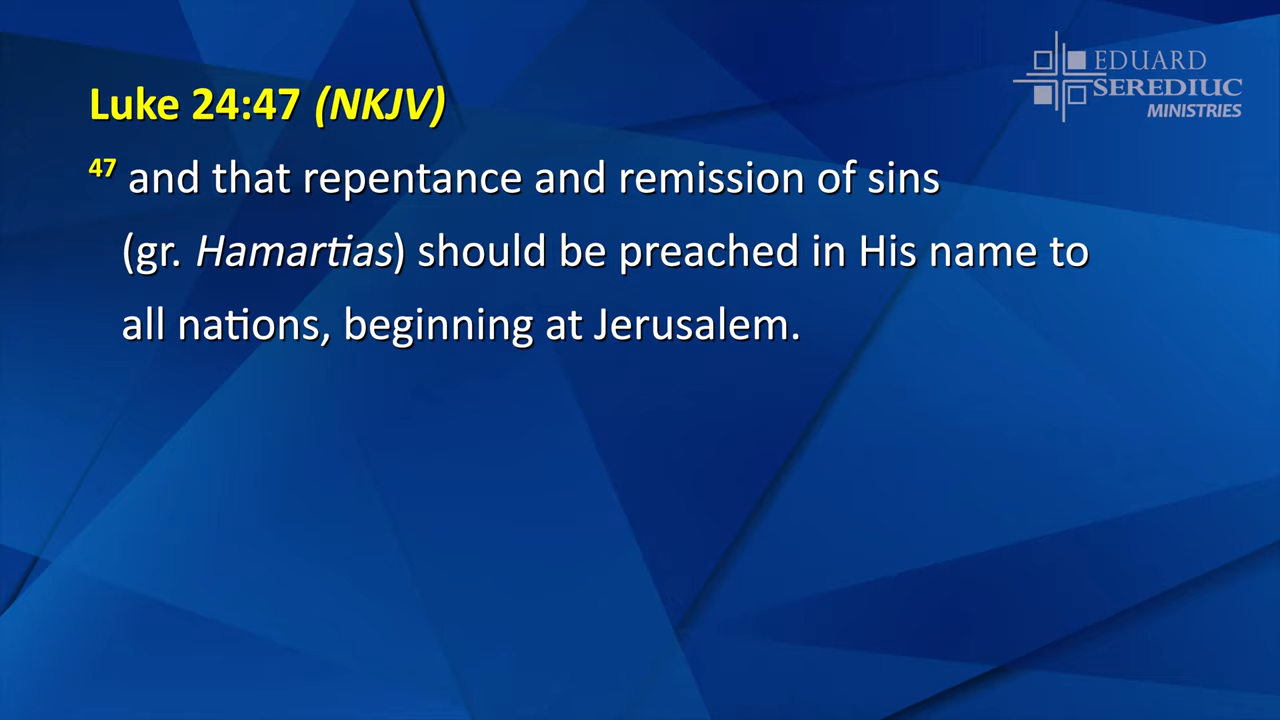 EDUARD
SEREDIUC
MINISTRIES
Luke 24:47 (NKJV)
47 and that repentance and remission of sins
(gr. Hamartias) should be preached in His name to
all nations, beginning at Jerusalem.